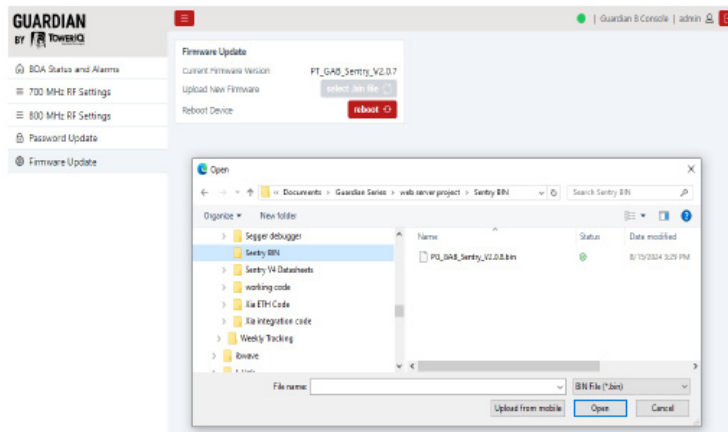 GUARDIAN
BY TOWERIQ
BDA Status and Alarms
700 MHz RF Settings
800 MHz RF Settings
Password Update
Firmware Update
| Guardian B Console | admin
Firmware Update
Current Firmware Version PT_GAB_Sentry_V2.0.7
Upload New Firmware select .bin file
Reboot Device reboot
Open
« Documents > Guardian Series > web server project > Sentry BIN
Search Sentry BIN
Organize New folder
Segger debugger
Sentry BIN
Sentry V4 Datasheets
working code
Xia ETH Code
Xia integration code
Weekly Tracking
ibwave
Name Status Date modified
PT_GAB_Sentry_V2.0.8.bin 8/15/2024 3:29 PM
File name: BIN File (*.bin)
Upload from mobile Open Cancel